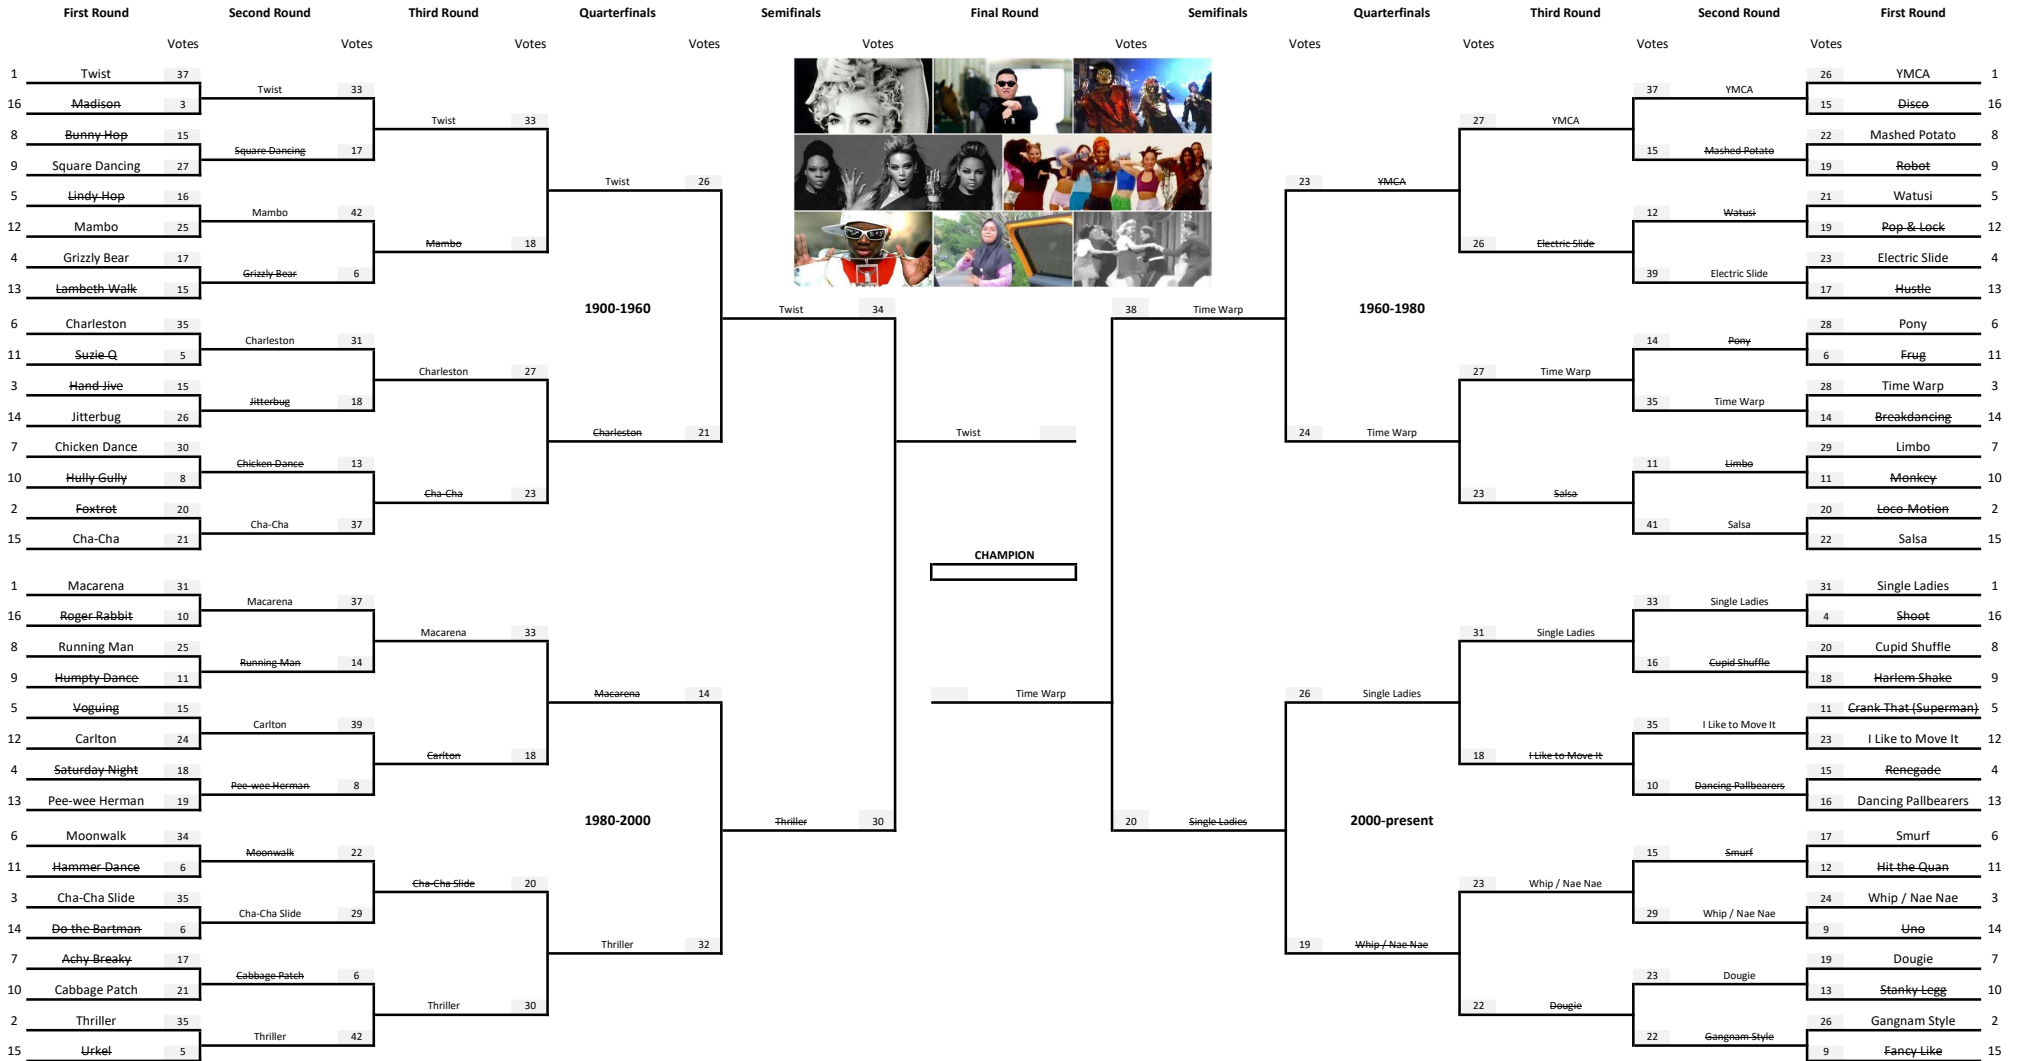 First Round Second Round Third Round Quarterfinals Semifinals Final Round Semifinals Quarterfinals Third Round Second Round First Round
Votes Votes Votes Votes Votes Votes Votes Votes Votes Votes
1 Twist 37 26 YMCA 1
Twist 33 37 YMCA
16 Madison 3 15 Disco 16
Twist 33 27 YMCA
8 Bunny Hop 15 22 Mashed Potato 8
Square Dancing 17 15 Mashed Potato
9 Square Dancing 27 19 Robot 9
Twist 26 23 YMCA
5 Lindy Hop 16 21 Watusi 5
Mambo 42 12 Watusi
12 Mambo 25 19 Pop & Lock 12
Mambo 18 26 Electric Slide
4 Grizzly Bear 17 23 Electric Slide 4
Grizzly Bear 6 39 Electric Slide
13 Lambeth Walk 15 17 Hustle 13
1900-1960 1960-1980
Twist 34 38 Time Warp
6 Charleston 35 28 Pony 6
Charleston 31 14 Pony
11 Suzie Q 5 6 Frug 11
Charleston 27 27 Time Warp
3 Hand Jive 15 28 Time Warp 3
Jitterbug 18 35 Time Warp
14 Jitterbug 26 14 Breakdancing 14
Charleston 21 Twist 24 Time Warp
7 Chicken Dance 30 29 Limbo 7
Chicken Dance 13 11 Limbo
10 Hully Gully 8 11 Monkey 10
Cha-Cha 23 23 Salsa
2 Foxtrot 20 20 Loco-Motion 2
Cha-Cha 37 41 Salsa
15 Cha-Cha 21 22 Salsa 15
CHAMPION
1 Macarena 31 31 Single Ladies 1
Macarena 37 33 Single Ladies
16 Roger Rabbit 10 4 Shoot 16
Macarena 33 31 Single Ladies
8 Running Man 25 20 Cupid Shuffle 8
Running Man 14 16 Cupid Shuffle
9 Humpty Dance 11 18 Harlem Shake 9
Macarena 14 Time Warp 26 Single Ladies
5 Voguing 15 11 Crank That (Superman) 5
Carlton 39 35 I Like to Move It
12 Carlton 24 23 I Like to Move It 12
Carlton 18 18 I Like to Move It
4 Saturday Night 18 15 Renegade 4
Pee-wee Herman 8 10 Dancing Pallbearers
13 Pee-wee Herman 19 16 Dancing Pallbearers 13
1980-2000 Thriller 30 20 Single Ladies 2000-present
6 Moonwalk 34 17 Smurf 6
Moonwalk 22 15 Smurf
11 Hammer Dance 6 12 Hit the Quan 11
Cha-Cha Slide 20 23 Whip / Nae Nae
3 Cha-Cha Slide 35 24 Whip / Nae Nae 3
Cha-Cha Slide 29 29 Whip / Nae Nae
14 Do the Bartman 6 9 Uno 14
Thriller 32 19 Whip / Nae Nae
7 Achy Breaky 17 19 Dougie 7
Cabbage Patch 6 23 Dougie
10 Cabbage Patch 21 13 Stanky Legg 10
Thriller 30 22 Dougie
2 Thriller 35 26 Gangnam Style 2
Thriller 42 22 Gangnam Style
15 Urkel 5 9 Fancy Like 15